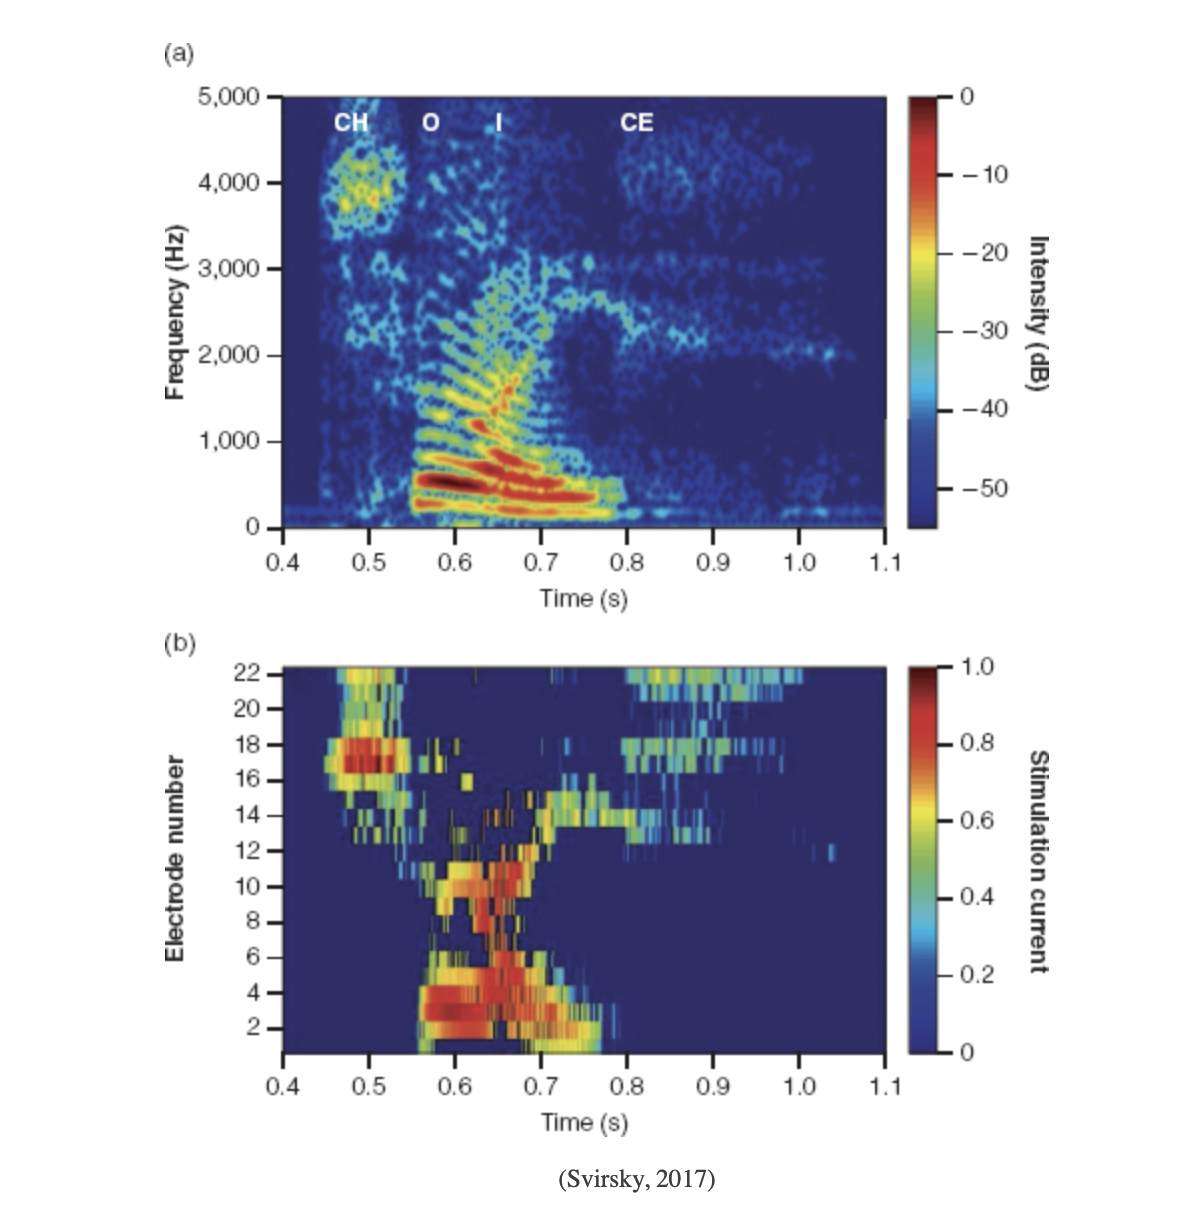 (a)
CH O I CE
5,000
4,000
3,000
2,000
1,000
0
Frequency (Hz)
0.4 0.5 0.6 0.7 0.8 0.9 1.0 1.1
Time (s)
0
−10
−20
−30
−40
−50
Intensity (dB)
(b)
22
20
18
16
14
12
10
8
6
4
2
Electrode number
0.4 0.5 0.6 0.7 0.8 0.9 1.0 1.1
Time (s)
1.0
0.8
0.6
0.4
0.2
0
Stimulation current
(Svirsky, 2017)